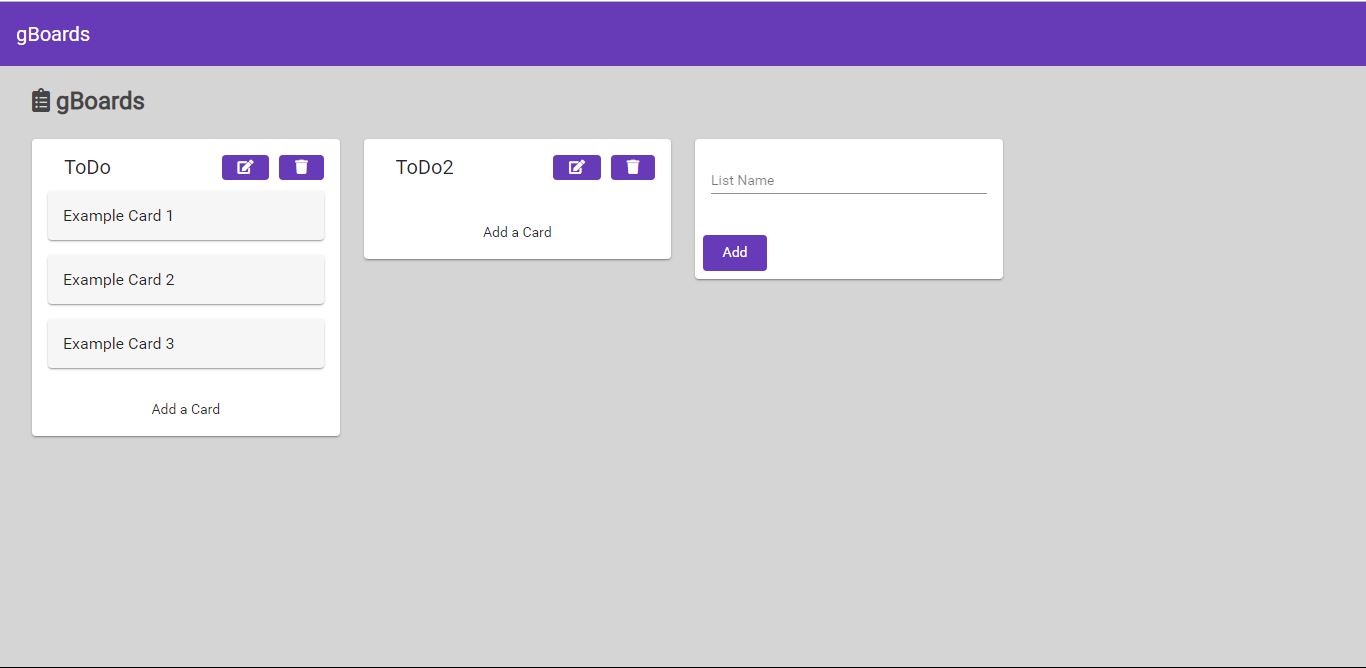 gBoards
gBoards
ToDo
Example Card 1
Example Card 2
Example Card 3
Add a Card
ToDo2
Add a Card
List Name
Add